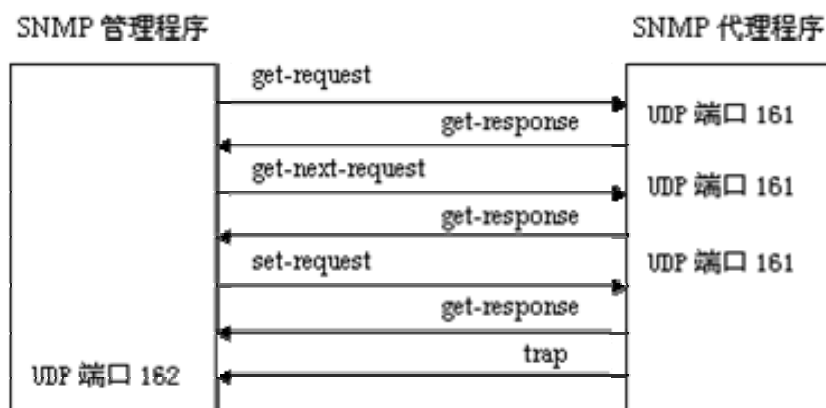 SNMP 管理程序
SNMP 代理程序
get-request
UDP 端口 161
get-response
get-next-request
UDP 端口 161
get-response
set-request
UDP 端口 161
get-response
trap
UDP 端口 162